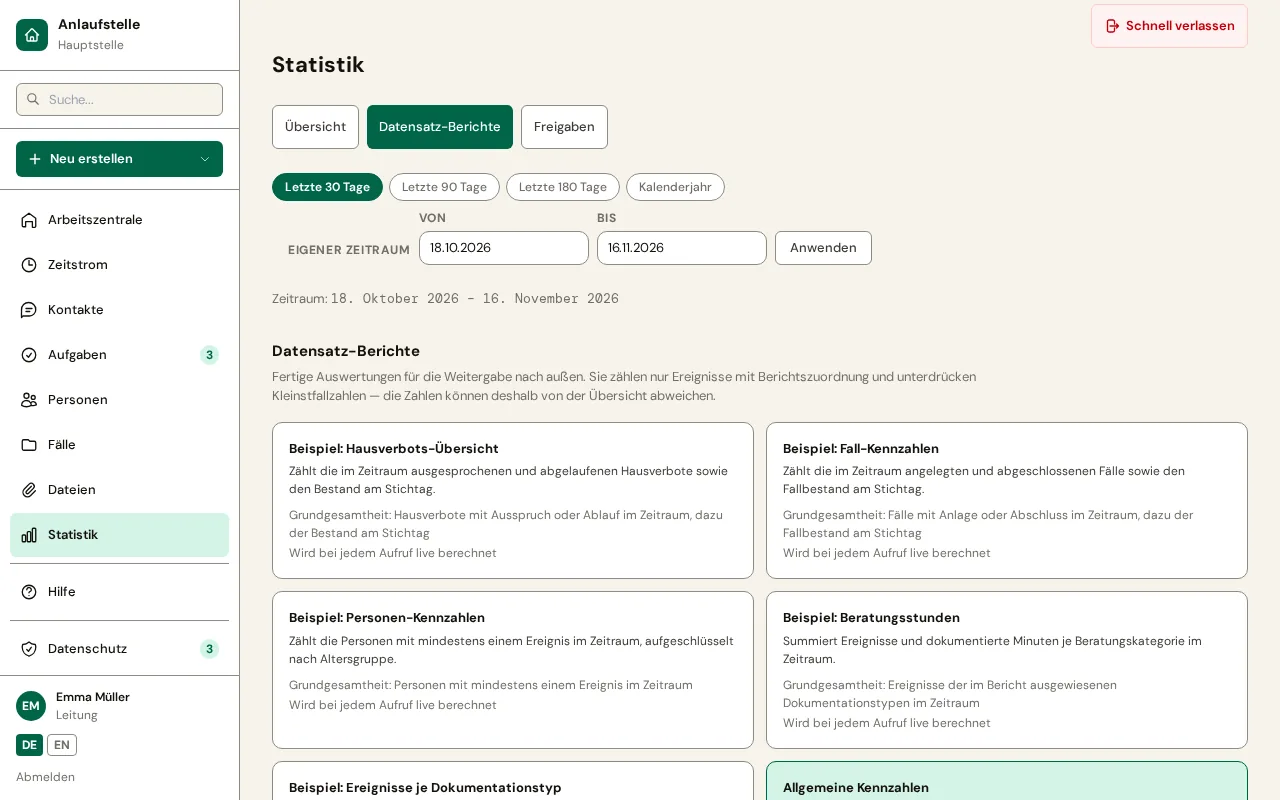 Anlaufstelle
Hauptstelle
Suche...
Neu erstellen
Arbeitszentrale
Zeitstrom
Kontakte
Aufgaben 3
Personen
Fälle
Dateien
Statistik
Hilfe
Datenschutz 3
EM
Emma Müller
Leitung
DE EN
Abmelden
Schnell verlassen
Statistik
Übersicht Datensatz-Berichte Freigaben
Letzte 30 Tage Letzte 90 Tage Letzte 180 Tage Kalenderjahr
VON BIS
EIGENER ZEITRAUM 18.10.2026 16.11.2026 Anwenden
Zeitraum: 18. Oktober 2026 – 16. November 2026
Datensatz-Berichte
Fertige Auswertungen für die Weitergabe nach außen. Sie zählen nur Ereignisse mit Berichtszuordnung und unterdrücken
Kleinstfallzahlen — die Zahlen können deshalb von der Übersicht abweichen.
Beispiel: Hausverbots-Übersicht
Zählt die im Zeitraum ausgesprochenen und abgelaufenen Hausverbote sowie
den Bestand am Stichtag.
Grundgesamtheit: Hausverbote mit Ausspruch oder Ablauf im Zeitraum, dazu
der Bestand am Stichtag
Wird bei jedem Aufruf live berechnet
Beispiel: Fall-Kennzahlen
Zählt die im Zeitraum angelegten und abgeschlossenen Fälle sowie den
Fallbestand am Stichtag.
Grundgesamtheit: Fälle mit Anlage oder Abschluss im Zeitraum, dazu der
Fallbestand am Stichtag
Wird bei jedem Aufruf live berechnet
Beispiel: Personen-Kennzahlen
Zählt die Personen mit mindestens einem Ereignis im Zeitraum, aufgeschlüsselt
nach Altersgruppe.
Grundgesamtheit: Personen mit mindestens einem Ereignis im Zeitraum
Wird bei jedem Aufruf live berechnet
Beispiel: Beratungsstunden
Summiert Ereignisse und dokumentierte Minuten je Beratungskategorie im
Zeitraum.
Grundgesamtheit: Ereignisse der im Bericht ausgewiesenen
Dokumentationstypen im Zeitraum
Wird bei jedem Aufruf live berechnet
Beispiel: Ereignisse je Dokumentationstyp
Allgemeine Kennzahlen